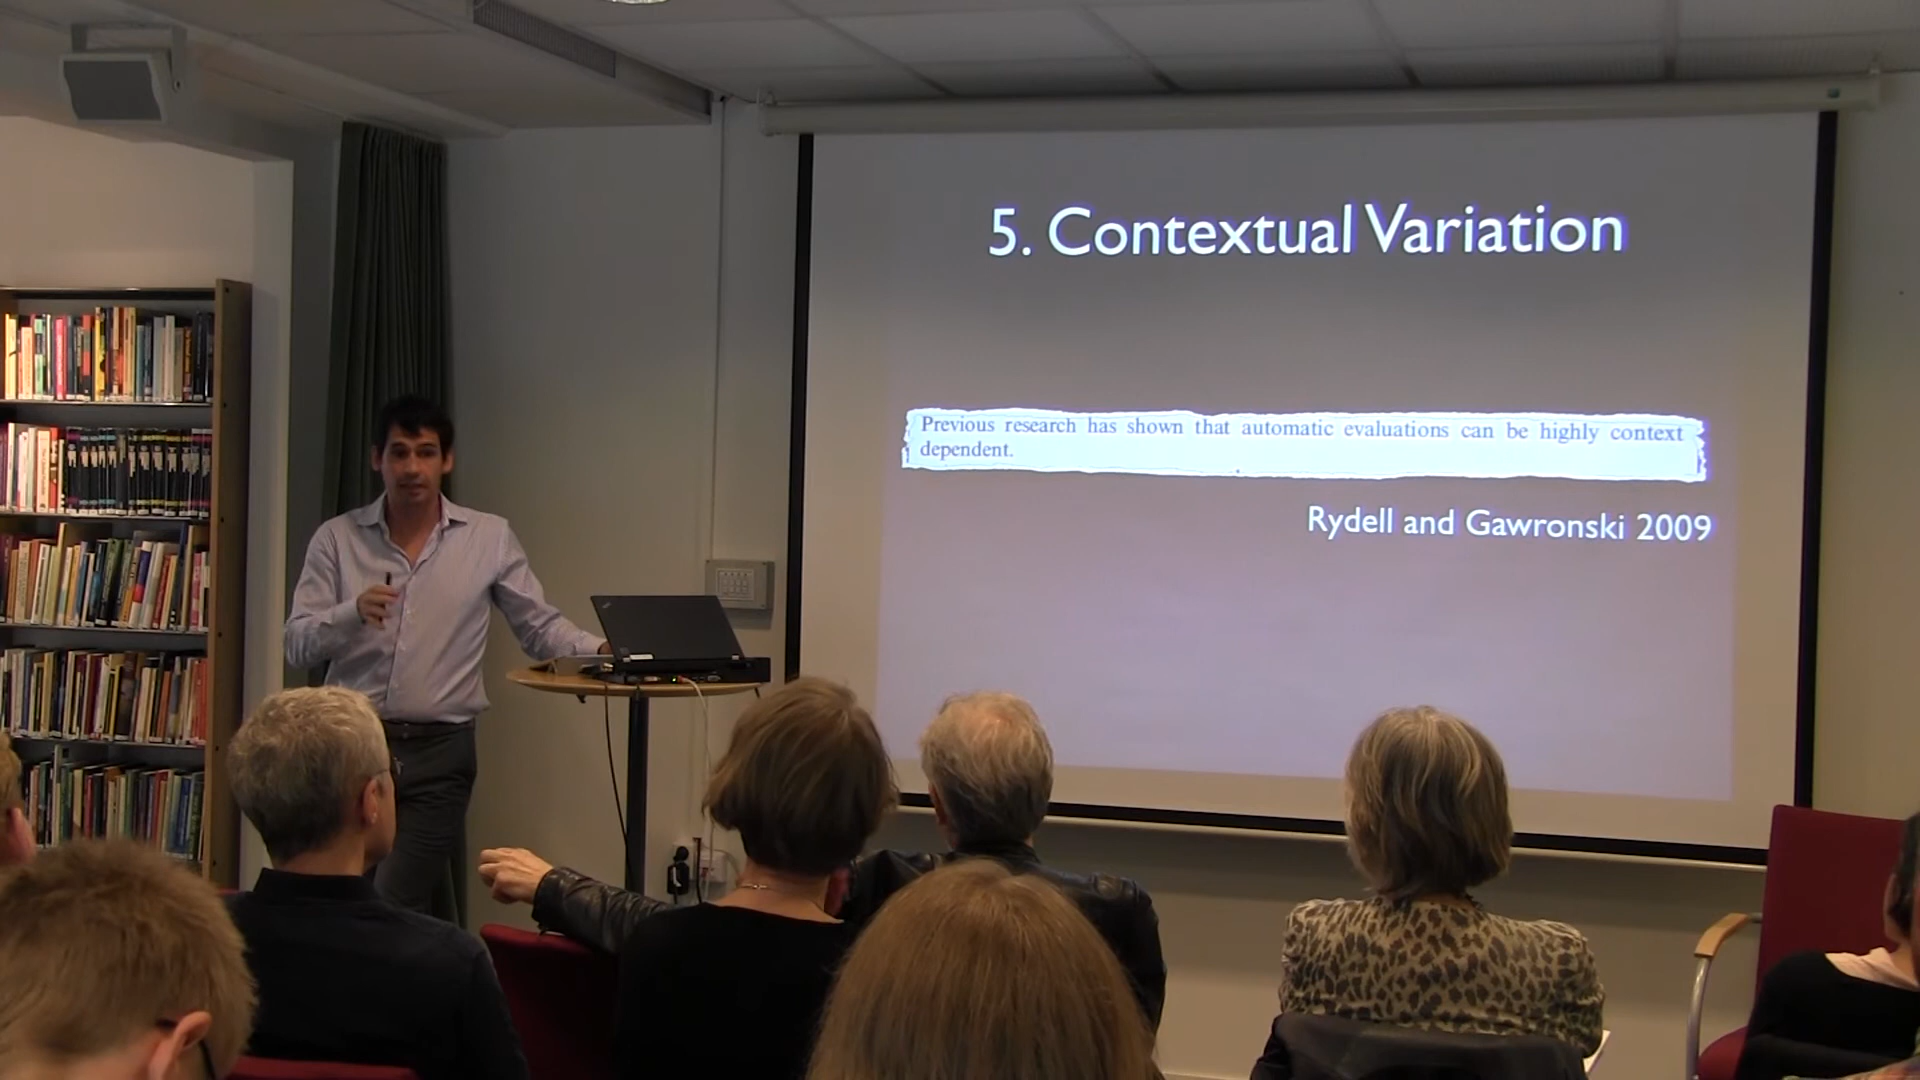 5. Contextual Variation
Previous research has shown that automatic evaluations can be highly context
dependent.
Rydell and Gawronski 2009